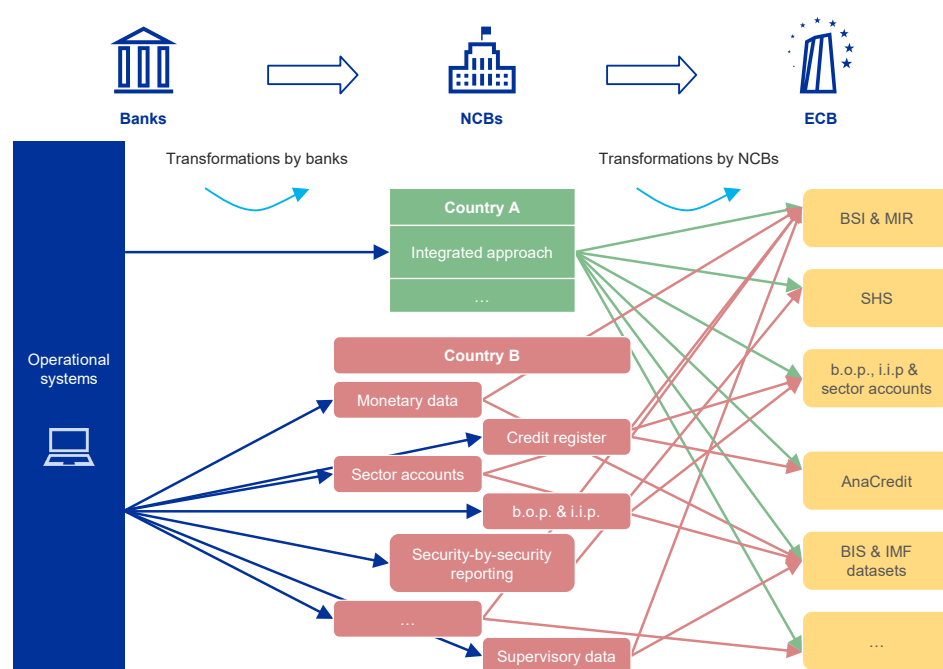 Banks
NCBs
ECB
Transformations by banks
Transformations by NCBs
Country A
Integrated approach
…
Operational
systems
Country B
Monetary data
Credit register
Sector accounts
b.o.p. & i.i.p.
Security-by-security
reporting
…
Supervisory data
BSI & MIR
SHS
b.o.p., i.i.p &
sector accounts
AnaCredit
BIS & IMF
datasets
…